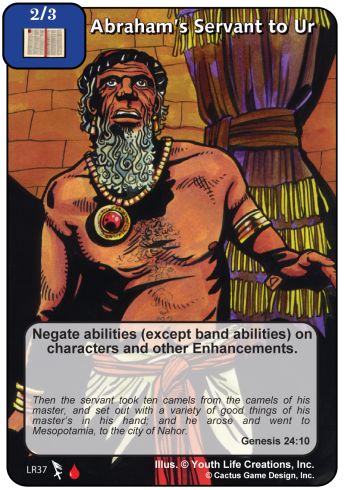 2/3
Abraham's Servant to Ur
Negate abilities (except band abilities) on
characters and other Enhancements.
Then the servant took ten camels from the camels of his
master, and set out with a variety of good things of his
master's in his hand; and he arose and went to
Mesopotamia, to the city of Nahor.
Genesis 24:10
LR37
Illus. © Youth Life Creations, Inc.
© Cactus Game Design, Inc.